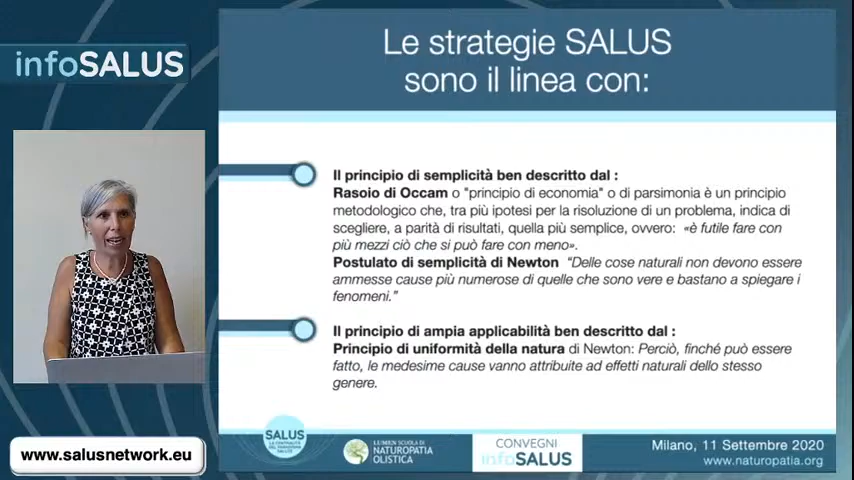 infoSALUS
Le strategie SALUS
sono il linea con:
Il principio di semplicità ben descritto dal :
Rasoio di Occam o "principio di economia" o di parsimonia è un principio
metodologico che, tra più ipotesi per la risoluzione di un problema, indica di
scegliere, a parità di risultati, quella più semplice, ovvero: «è futile fare con
più mezzi ciò che si può fare con meno».
Postulato di semplicità di Newton "Delle cose naturali non devono essere
ammesse cause più numerose di quelle che sono vere e bastano a spiegare i
fenomeni."
Il principio di ampia applicabilità ben descritto dal :
Principio di uniformità della natura di Newton: Perciò, finché può essere
fatto, le medesime cause vanno attribuite ad effetti naturali dello stesso
genere.
www.salusnetwork.eu
SALUS
LUMEN SCUOLA DI
NATUROPATIA
OLISTICA
CONVEGNI
infoSALUS
Milano, 11 Settembre 2020
www.naturopatia.org